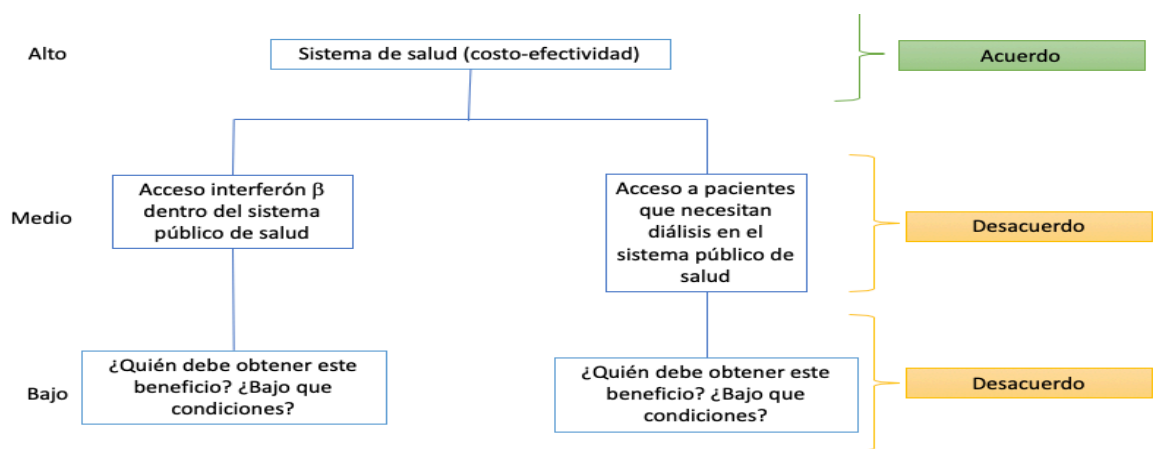 Alto
Sistema de salud (costo-efectividad)
Acuerdo
Medio
Acceso interferón β
dentro del sistema
público de salud
Acceso a pacientes
que necesitan
diálisis en el
sistema público de
salud
Desacuerdo
Bajo
¿Quién debe obtener este
beneficio? ¿Bajo que
condiciones?
¿Quién debe obtener este
beneficio? ¿Bajo que
condiciones?
Desacuerdo